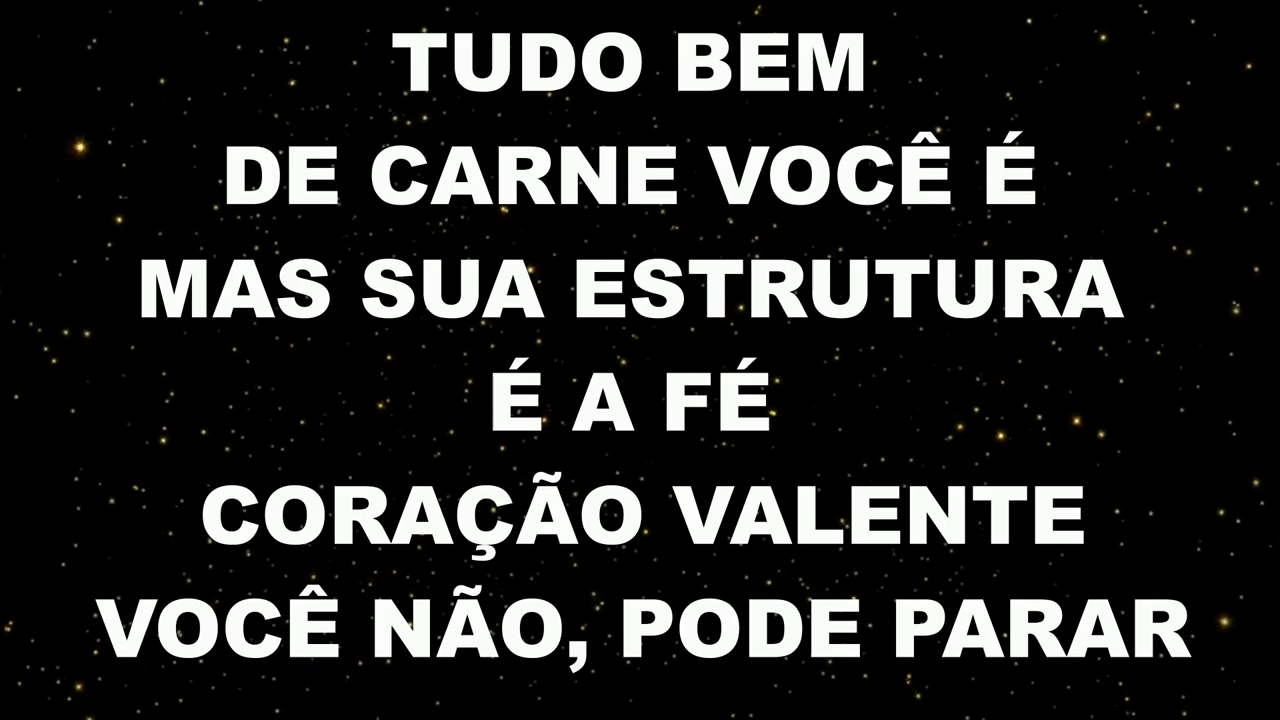 TUDO BEM
DE CARNE VOCÊ É
MAS SUA ESTRUTURA
É A FÉ
CORAÇÃO VALENTE
VOCÊ NÃO, PODE PARAR